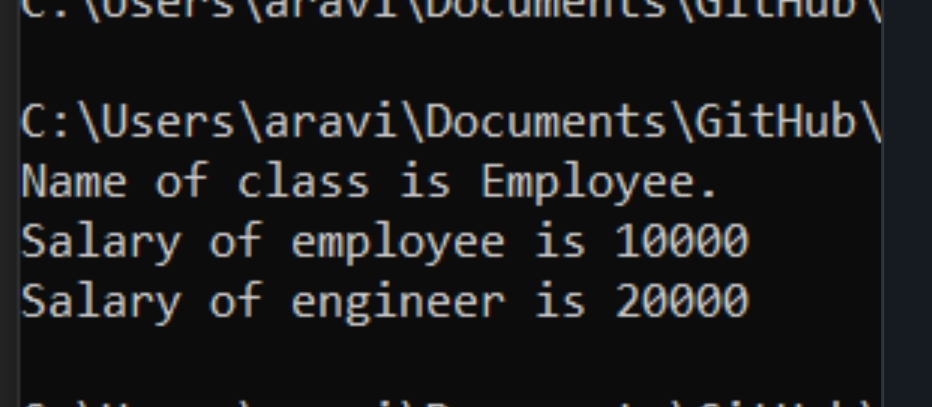 C:\Users\aravi\Documents\GitHub\
C:\Users\aravi\Documents\GitHub\
Name of class is Employee.
Salary of employee is 10000
Salary of engineer is 20000